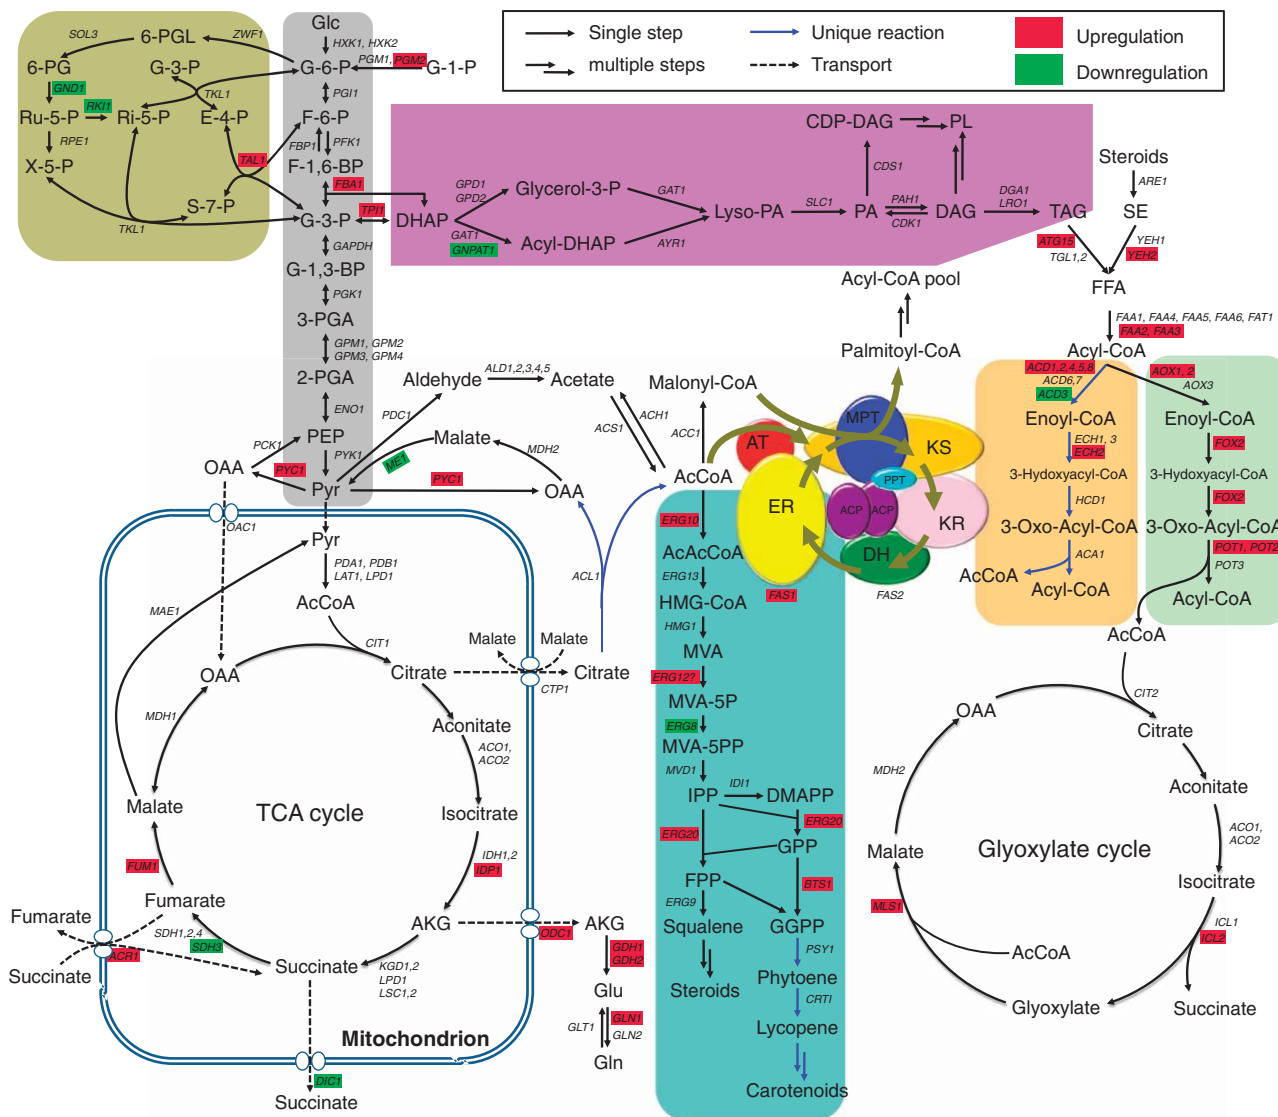 Single step
Unique reaction
Upregulation
multiple steps
Transport
Downregulation
Glc
HXK1, HXK2
SOL3
6-PGL
ZWF1
6-PG
G-3-P
G-6-P
PGM1, PGM2
G-1-P
GND1
TKL1
PGI1
Ru-5-P
RKI1
Ri-5-P
E-4-P
F-6-P
RPE1
FBP1
PFK1
X-5-P
TAL1
F-1,6-BP
FBA1
S-7-P
TKL1
G-3-P
TPI1
DHAP
GPD1
GPD2
Glycerol-3-P
GAT1
GAT1
GNPAT1
Acyl-DHAP
AYR1
Lyso-PA
SLC1
PA
PAH1
CDK1
DAG
DGA1
LRO1
TAG
CDS1
CDP-DAG
PL
Steroids
ARE1
SE
ATG15
TGL1,2
YEH1
YEH2
FFA
FAA1, FAA4, FAA5, FAA6, FAT1
FAA2, FAA3
Acyl-CoA
GAPDH
G-1,3-BP
PGK1
3-PGA
GPM1, GPM2
GPM3, GPM4
2-PGA
ENO1
PEP
PYK1
Pyr
PCK1
OAA
PYC1
PDC1
Aldehyde
ALD1,2,3,4,5
Acetate
ACH1
ACS1
Malate
MDH2
ME1
PYC1
OAA
Acyl-CoA pool
Palmitoyl-CoA
Malonyl-CoA
ACC1
AcCoA
AT
MPT
KS
PPT
ER
ACP
ACP
KR
DH
FAS1
FAS2
ACD1,2,4,5,8
ACD6,7
ACD3
Enoyl-CoA
ECH1, 3
ECH2
3-Hydoxyacyl-CoA
HCD1
3-Oxo-Acyl-CoA
ACA1
AcCoA
Acyl-CoA
AOX1, 2
AOX3
Enoyl-CoA
FOX2
3-Hydoxyacyl-CoA
FOX2
3-Oxo-Acyl-CoA
POT1, POT2
POT3
Acyl-CoA
AcCoA
OAC1
Pyr
PDA1, PDB1
LAT1, LPD1
AcCoA
MAE1
CIT1
OAA
Citrate
Malate
Malate
CTP1
Citrate
ACL1
MDH1
Aconitate
ACO1,
ACO2
Malate
TCA cycle
Isocitrate
IDH1,2
IDP1
FUM1
Fumarate
AKG
ODC1
AKG
Fumarate
Succinate
ACR1
SDH1,2,4
SDH3
Succinate
KGD1,2
LPD1
LSC1,2
GDH1
GDH2
Glu
GLT1
GLN1
GLN2
Gln
Mitochondrion
DIC1
Succinate
ERG10
AcAcCoA
ERG13
HMG-CoA
HMG1
MVA
ERG12?
MVA-5P
ERG8
MVA-5PP
MVD1
IPP
IDI1
DMAPP
ERG20
ERG20
GPP
FPP
BTS1
ERG9
Squalene
GGPP
PSY1
Steroids
Phytoene
CRTI
Lycopene
Carotenoids
OAA
CIT2
Citrate
MDH2
Aconitate
ACO1,
ACO2
Malate
Glyoxylate cycle
Isocitrate
MLS1
ICL1
ICL2
AcCoA
Glyoxylate
Succinate